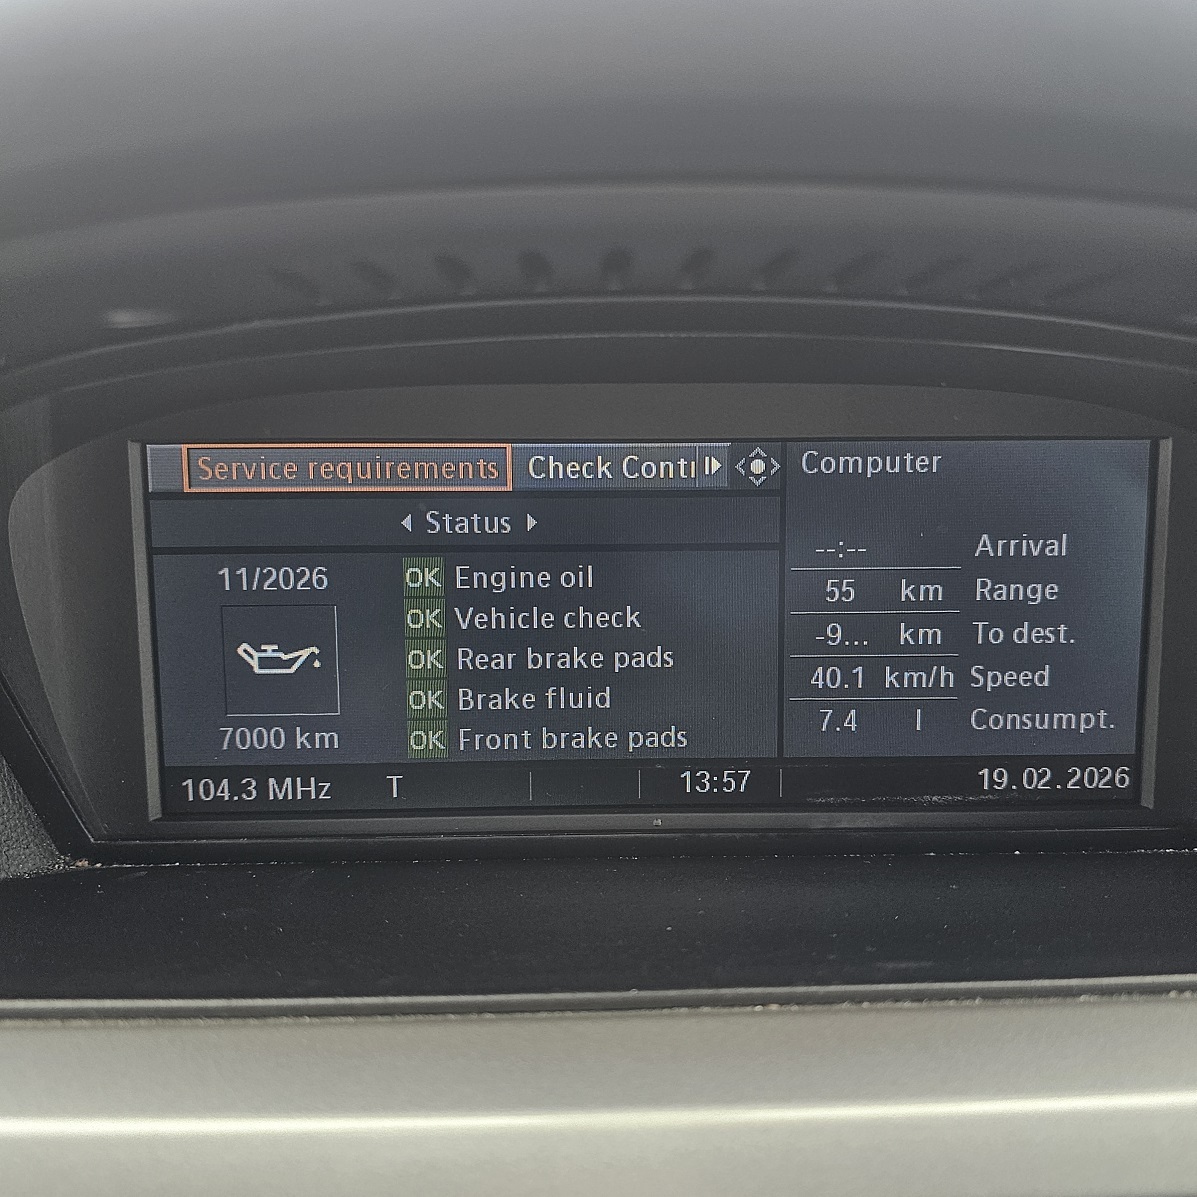 Service requirements Check Contr
Status
11/2026
7000 km
OK Engine oil
OK Vehicle check
OK Rear brake pads
OK Brake fluid
OK Front brake pads
Computer
--:-- Arrival
55 km Range
-9... km To dest.
40.1 km/h Speed
7.4 l Consumpt.
104.3 MHz T 13:57 19.02.2026